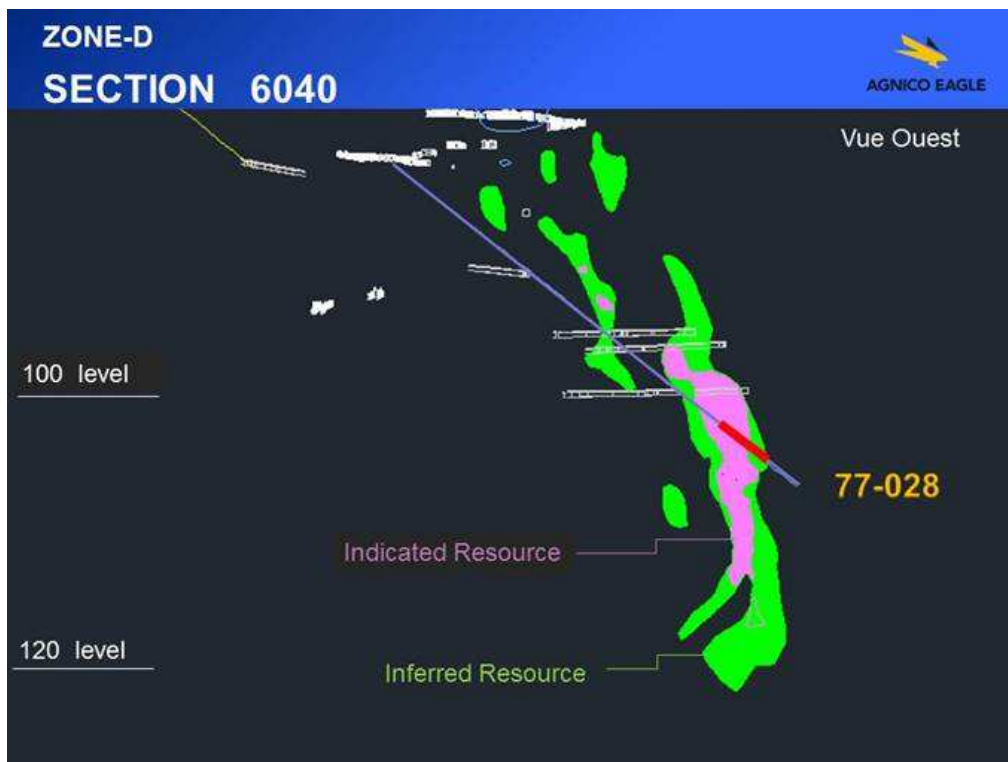 ZONE-D
SECTION 6040
AGNICO EAGLE
Vue Ouest
100 level
77-028
Indicated Resource
120 level
Inferred Resource